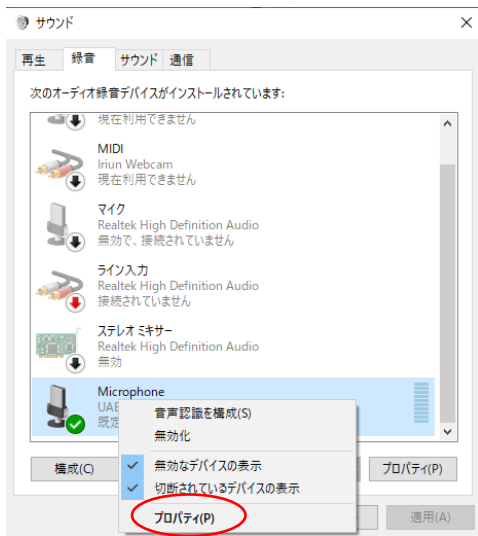 サウンド
再生 録音 サウンド 通信
次のオーディオ録音デバイスがインストールされています:
現在利用できません
MIDI
Iriun Webcam
現在利用できません
マイク
Realtek High Definition Audio
無効で、接続されていません
ライン入力
Realtek High Definition Audio
接続されていません
ステレオ ミキサー
Realtek High Definition Audio
無効
Microphone
音声認識を構成(S)
無効化
無効なデバイスの表示
切断されているデバイスの表示
プロパティ(P)
構成(C) プロパティ(P)
適用(A)